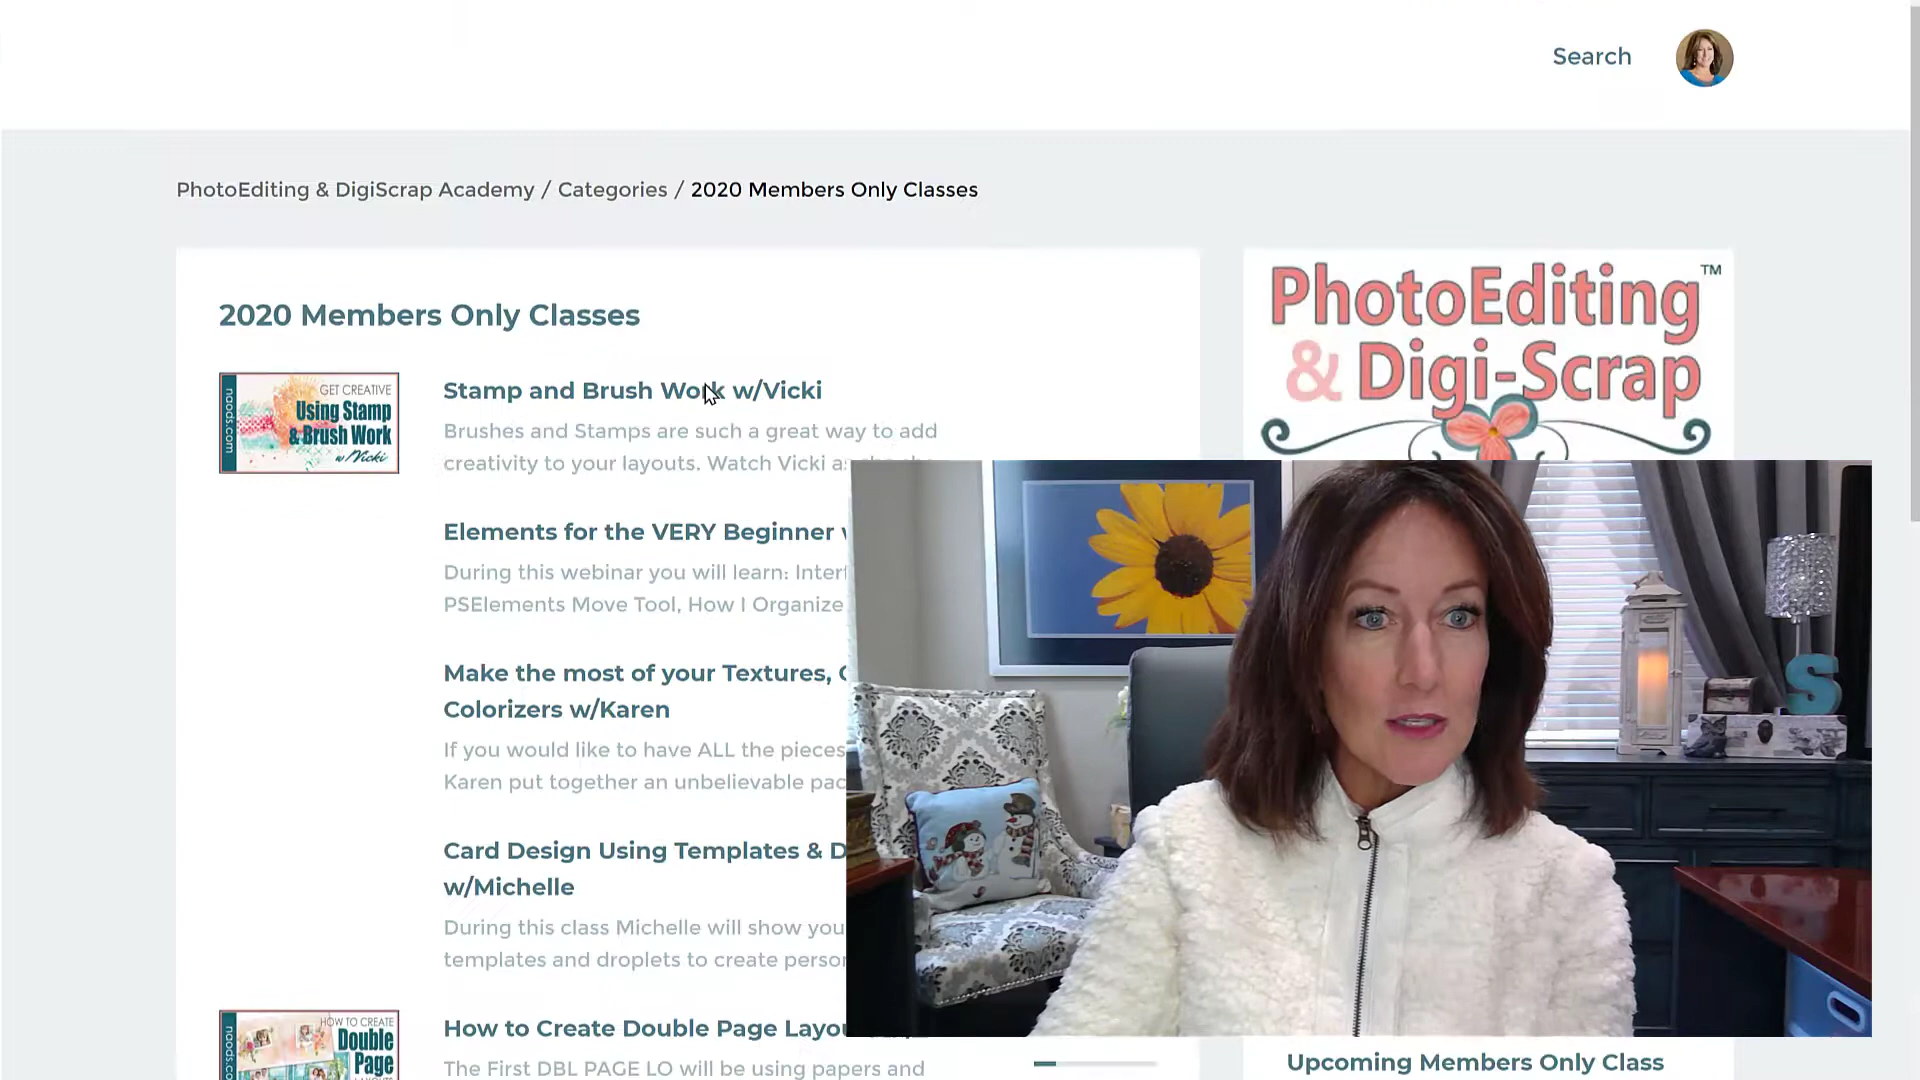 Search
PhotoEditing & DigiScrap Academy / Categories / 2020 Members Only Classes
2020 Members Only Classes
naods.com
GET CREATIVE
Using Stamp
& Brush Work
w/Vicki
Stamp and Brush Work w/Vicki
Brushes and Stamps are such a great way to add
creativity to your layouts. Watch Vicki as
Elements for the VERY Beginner
During this webinar you will learn:
PSElements Move Tool, How I Organize
Make the most of your Textures,
Colorizers w/Karen
If you would like to have ALL the pieces
Karen put together an unbelievable
Card Design Using Templates &
w/Michelle
During this class Michelle will show you
templates and droplets to create
naods.co
HOW TO CREATE
Double
Page
How to Create Double Page
The First DBL PAGE LO will be using papers and
PhotoEditing™
& Digi-Scrap
S
Upcoming Members Only Class